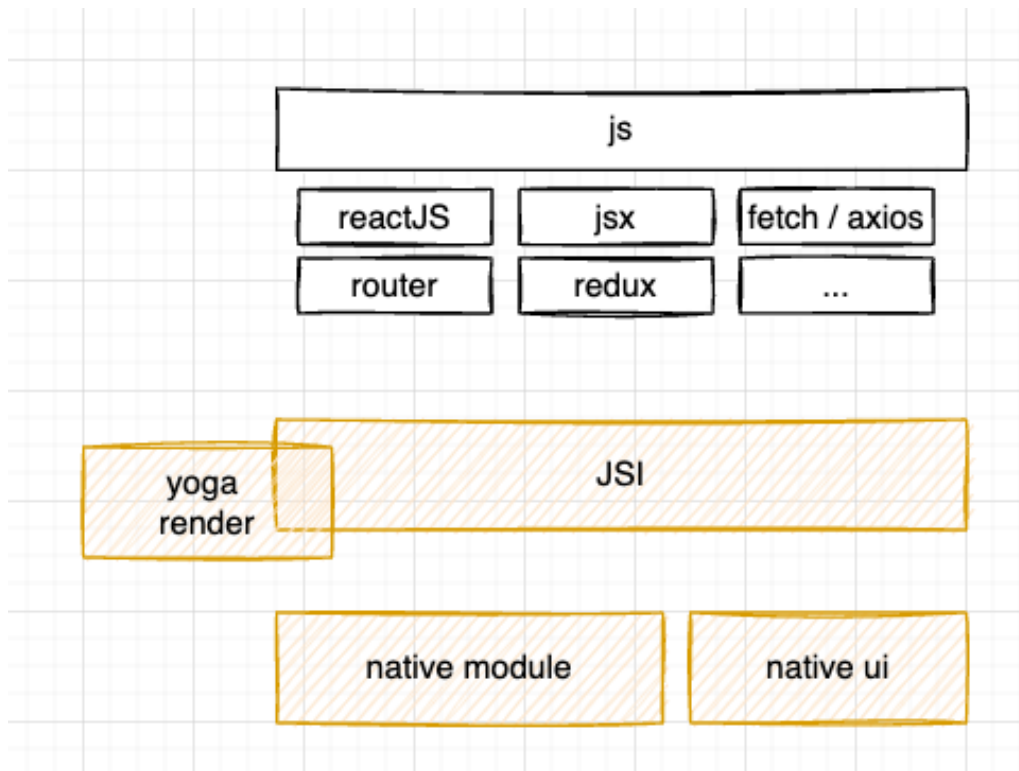 js
reactJS
jsx
fetch / axios
router
redux
...
JSI
yoga
render
native module
native ui